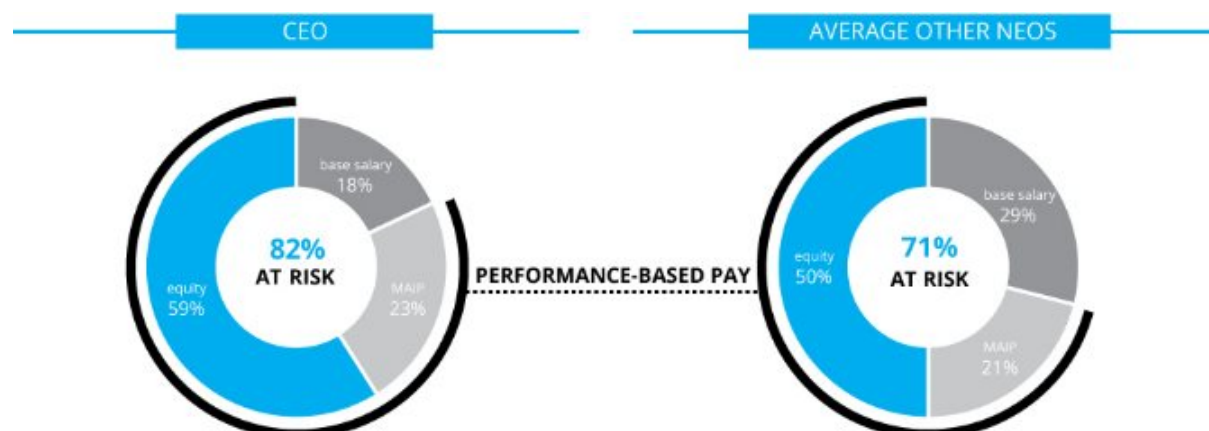 CEO
base salary
18%
82%
AT RISK
equity
59%
MAIP
23%
PERFORMANCE-BASED PAY
AVERAGE OTHER NEOS
base salary
29%
71%
AT RISK
equity
50%
MAIP
21%